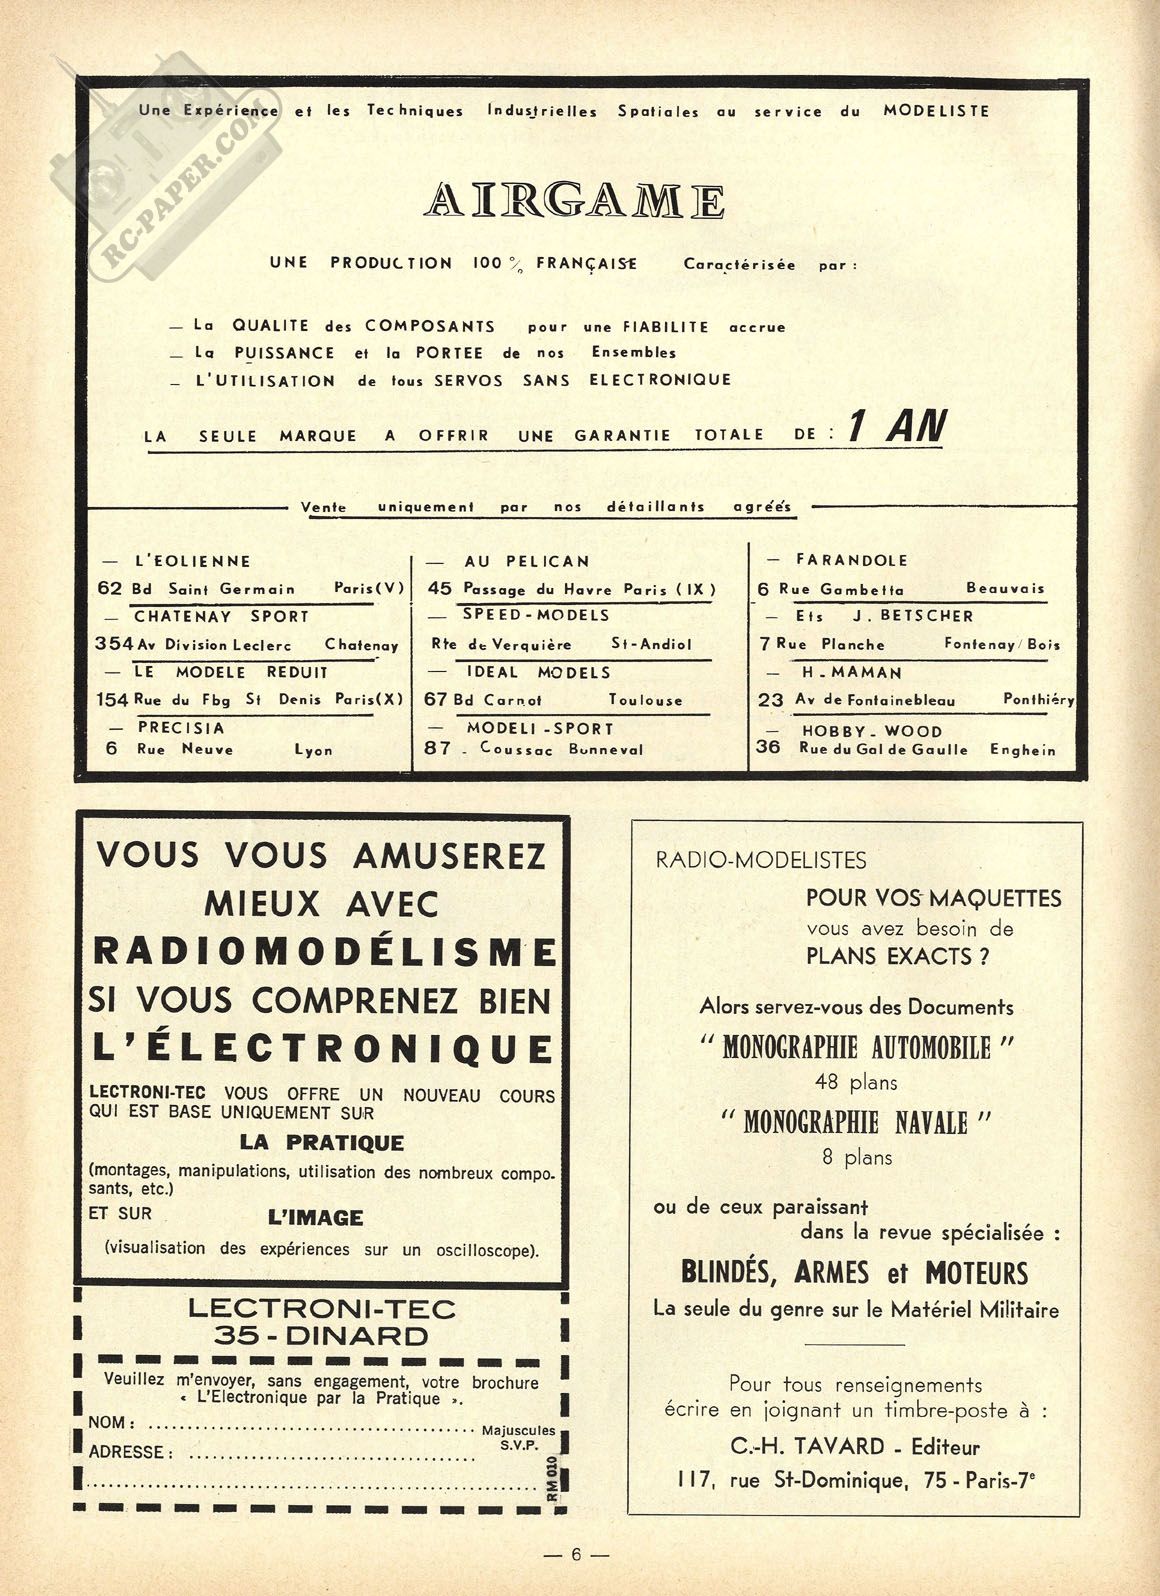 RC-PAPER.COM
Une Expérience et les Techniques Industrielles Spatiales au service du MODELISTE
AIRGAME
UNE PRODUCTION 100 % FRANÇAISE Caractérisée par :
— La QUALITE des COMPOSANTS pour une FIABILITE accrue
— La PUISSANCE et la PORTEE de nos Ensembles
— L'UTILISATION de tous SERVOS SANS ELECTRONIQUE
LA SEULE MARQUE A OFFRIR UNE GARANTIE TOTALE DE : 1 AN
Vente uniquement par nos détaillants agréés
— L'EOLIENNE
62 Bd Saint Germain Paris(V)
— CHATENAY SPORT
354 Av Division Leclerc Chatenay
— LE MODELE REDUIT
154 Rue du Fbg St Denis Paris(X)
— PRECISIA
6 Rue Neuve Lyon
— AU PELICAN
45 Passage du Havre Paris (IX)
— SPEED-MODELS
Rte de Verquière St-Andiol
— IDEAL MODELS
67 Bd Carnot Toulouse
— MODELI-SPORT
87 - Coussac Bonneval
— FARANDOLE
6 Rue Gambetta Beauvais
— Ets J. BETSCHER
7 Rue Planche Fontenay/Bois
— H.MAMAN
23 Av de Fontainebleau Ponthiéry
— HOBBY-WOOD
36 Rue du Gal de Gaulle Enghein
VOUS VOUS AMUSEREZ
MIEUX AVEC
RADIOMODÉLISME
SI VOUS COMPRENEZ BIEN
L'ÉLECTRONIQUE
LECTRONI-TEC VOUS OFFRE UN NOUVEAU COURS
QUI EST BASE UNIQUEMENT SUR
LA PRATIQUE
(montages, manipulations, utilisation des nombreux compo-
sants, etc.)
ET SUR L'IMAGE
(visualisation des expériences sur un oscilloscope).
LECTRONI-TEC
35 - DINARD
Veuillez m'envoyer, sans engagement, votre brochure
« L'Electronique par la Pratique ».
NOM : ............ Majuscules
ADRESSE : ............ S.V.P.
RM 010
RADIO-MODELISTES
POUR VOS MAQUETTES
vous avez besoin de
PLANS EXACTS ?
Alors servez-vous des Documents
" MONOGRAPHIE AUTOMOBILE "
48 plans
" MONOGRAPHIE NAVALE "
8 plans
ou de ceux paraissant
dans la revue spécialisée :
BLINDÉS, ARMES et MOTEURS
La seule du genre sur le Matériel Militaire
Pour tous renseignements
écrire en joignant un timbre-poste à :
C.-H. TAVARD - Editeur
117, rue St-Dominique, 75 - Paris-7e
— 6 —